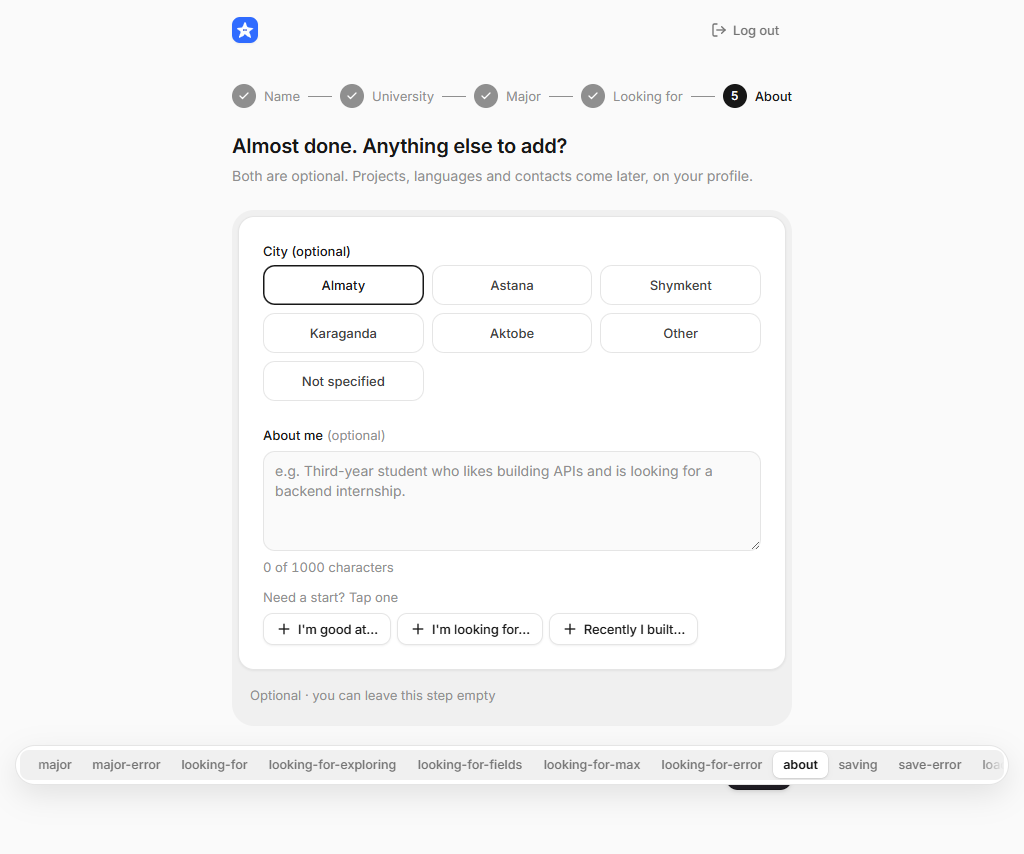 Log out
Name University Major Looking for 5 About
Almost done. Anything else to add?
Both are optional. Projects, languages and contacts come later, on your profile.
City (optional)
Almaty Astana Shymkent
Karaganda Aktobe Other
Not specified
About me (optional)
e.g. Third-year student who likes building APIs and is looking for a
backend internship.
0 of 1000 characters
Need a start? Tap one
+ I'm good at... + I'm looking for... + Recently I built...
Optional · you can leave this step empty
major major-error looking-for looking-for-exploring looking-for-fields looking-for-max looking-for-error about saving save-error